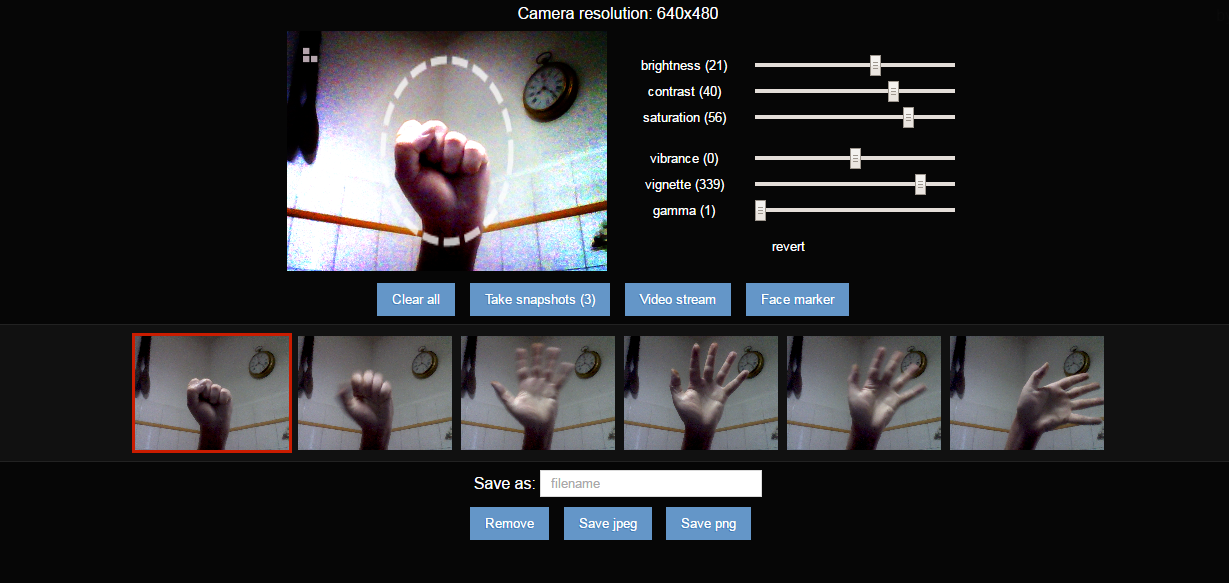 Camera resolution: 640x480
brightness (21)
contrast (40)
saturation (56)
vibrance (0)
vignette (339)
gamma (1)
revert
Clear all
Take snapshots (3)
Video stream
Face marker
Save as: filename
Remove
Save jpeg
Save png